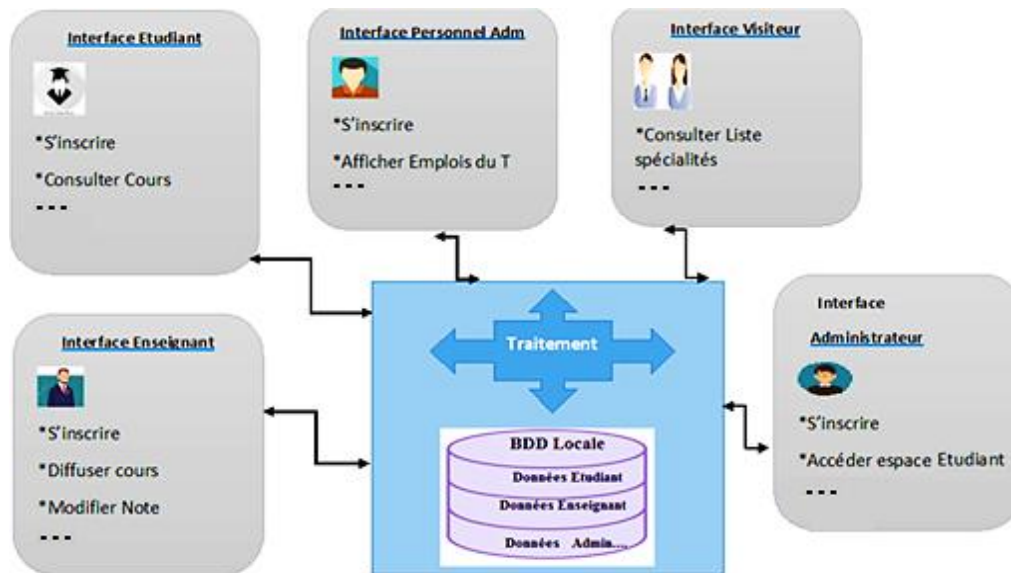 Interface Etudiant
*S'inscrire
*Consulter Cours
---
Interface Personnel Adm
*S'inscrire
*Afficher Emplois du T
---
Interface Visiteur
*Consulter Liste
spécialités
---
Interface Enseignant
*S'inscrire
*Diffuser cours
*Modifier Note
---
Traitement
BDD Locale
Données Etudiant
Données Enseignant
Données Admin....
Interface
Administrateur
*S'inscrire
*Accéder espace Etudiant
---